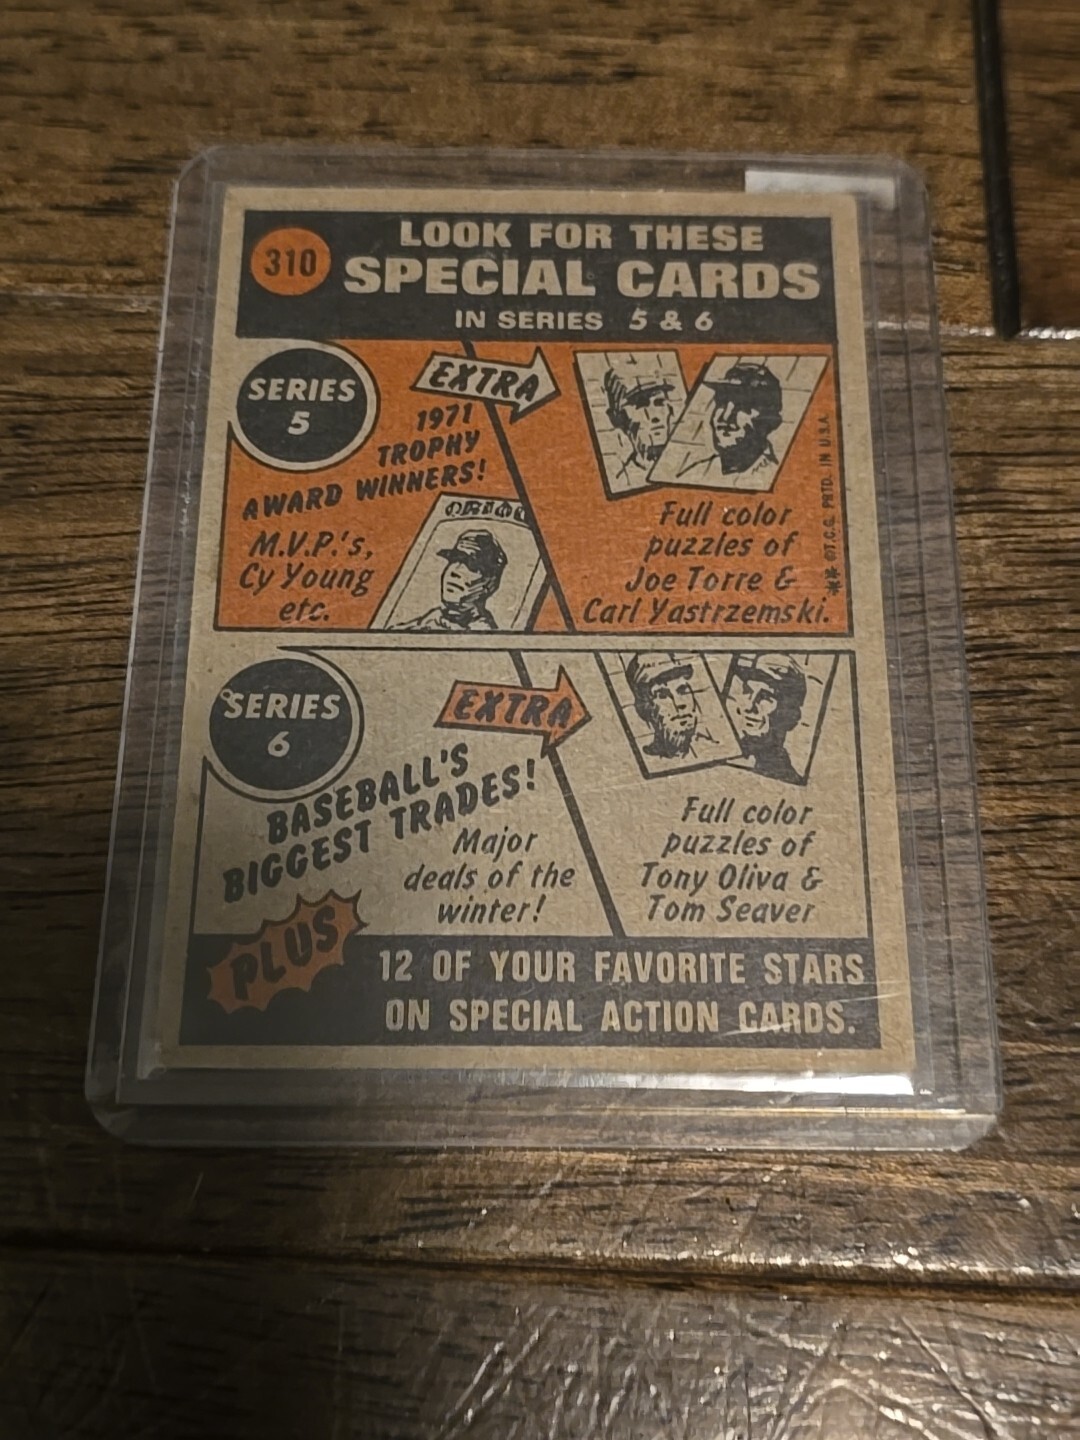 310
LOOK FOR THESE
SPECIAL CARDS
IN SERIES 5 & 6
SERIES
5
EXTRA
1971
TROPHY
AWARD WINNERS!
M.V.P.'s,
Cy Young
etc.
Full color
puzzles of
Joe Torre &
Carl Yastrzemski.
** ©T.C.G. PRTD. IN U.S.A.
SERIES
6
EXTRA
BASEBALL'S
BIGGEST TRADES!
Major
deals of the
winter!
Full color
puzzles of
Tony Oliva &
Tom Seaver
PLUS
12 OF YOUR FAVORITE STARS
ON SPECIAL ACTION CARDS.